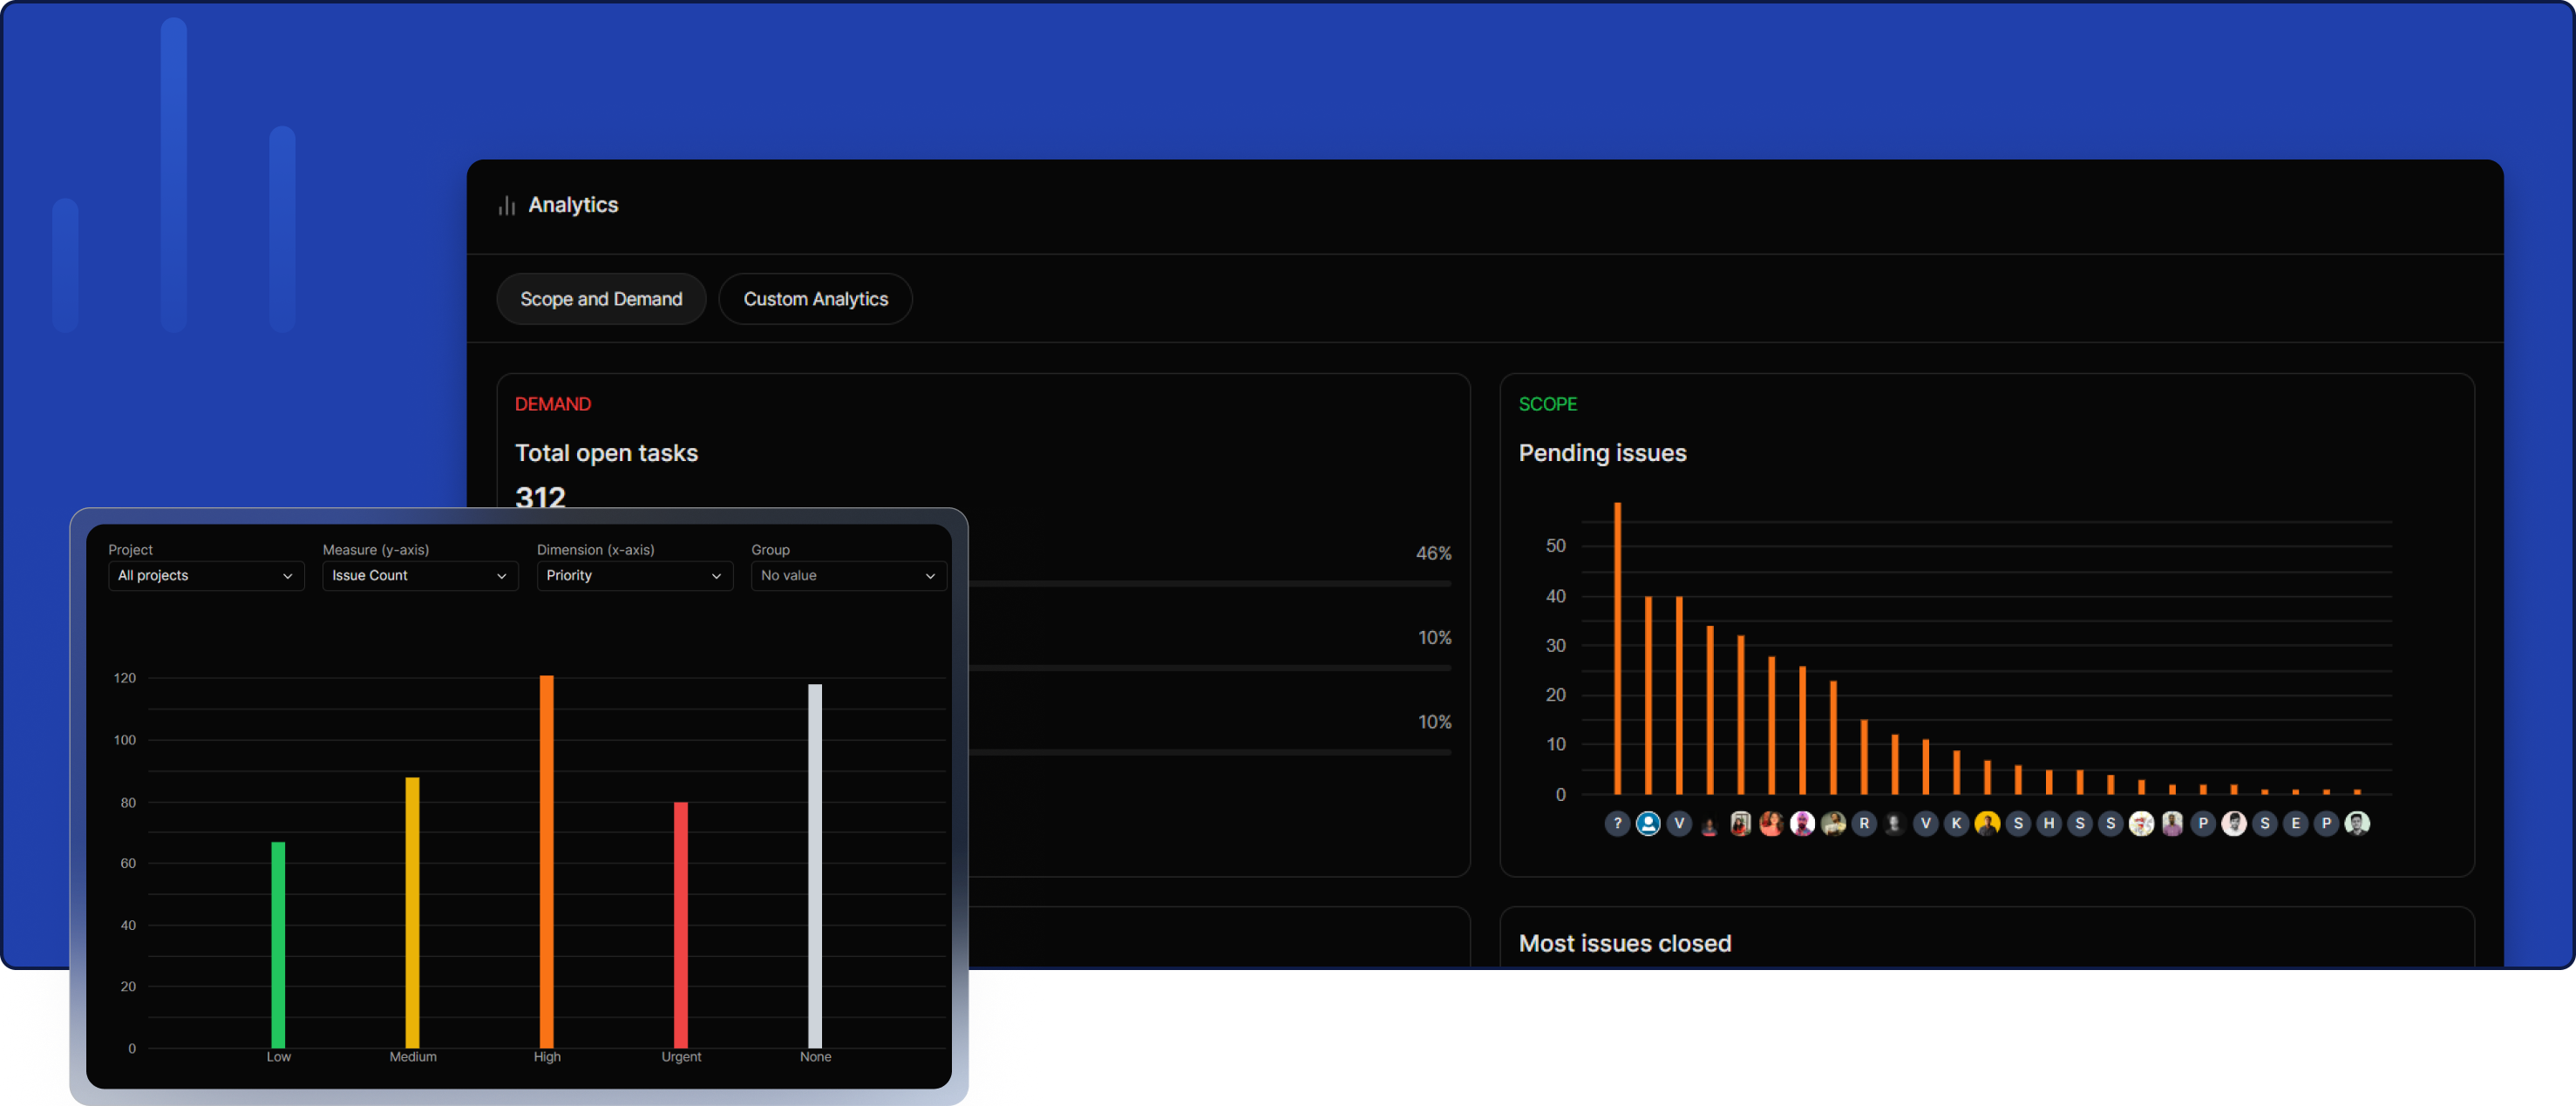 Analytics
Scope and Demand
Custom Analytics
DEMAND
Total open tasks
312
46%
10%
10%
SCOPE
Pending issues
50
40
30
20
10
0
? V R V K S H S S P S E P
Most issues closed
Project
Measure (y-axis)
Dimension (x-axis)
Group
All projects
Issue Count
Priority
No value
120
100
80
60
40
20
0
Low Medium High Urgent None